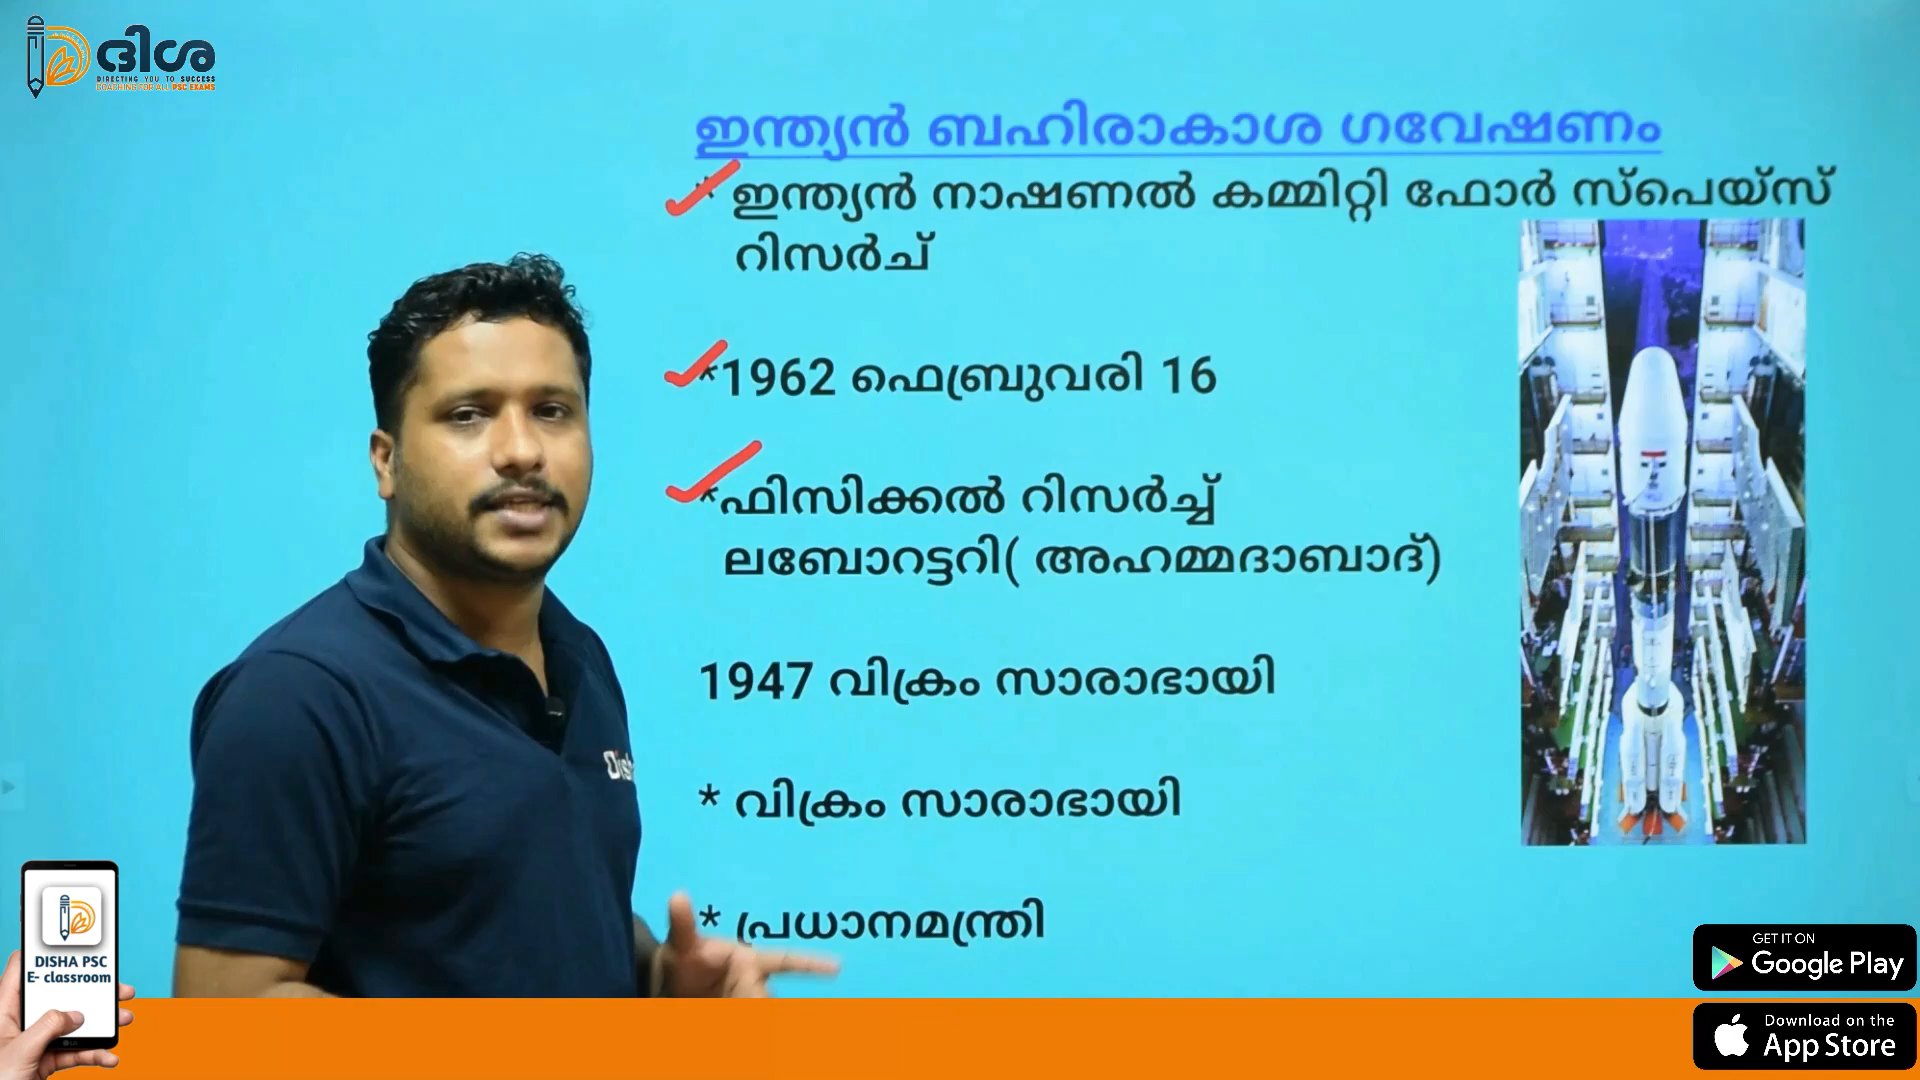 ദിശ
DIRECTING YOU TO SUCCESS
COACHING FOR ALL PSC EXAMS
ഇന്ത്യൻ ബഹിരാകാശ ഗവേഷണം
* ഇന്ത്യൻ നാഷണൽ കമ്മിറ്റി ഫോർ സ്പെയ്സ്
റിസർച്
*1962 ഫെബ്രുവരി 16
*ഫിസിക്കൽ റിസർച്ച്
ലബോറട്ടറി( അഹമ്മദാബാദ്)
1947 വിക്രം സാരാഭായി
* വിക്രം സാരാഭായി
* പ്രധാനമന്ത്രി
DISHA PSC
E- classroom
GET IT ON
Google Play
Download on the
App Store